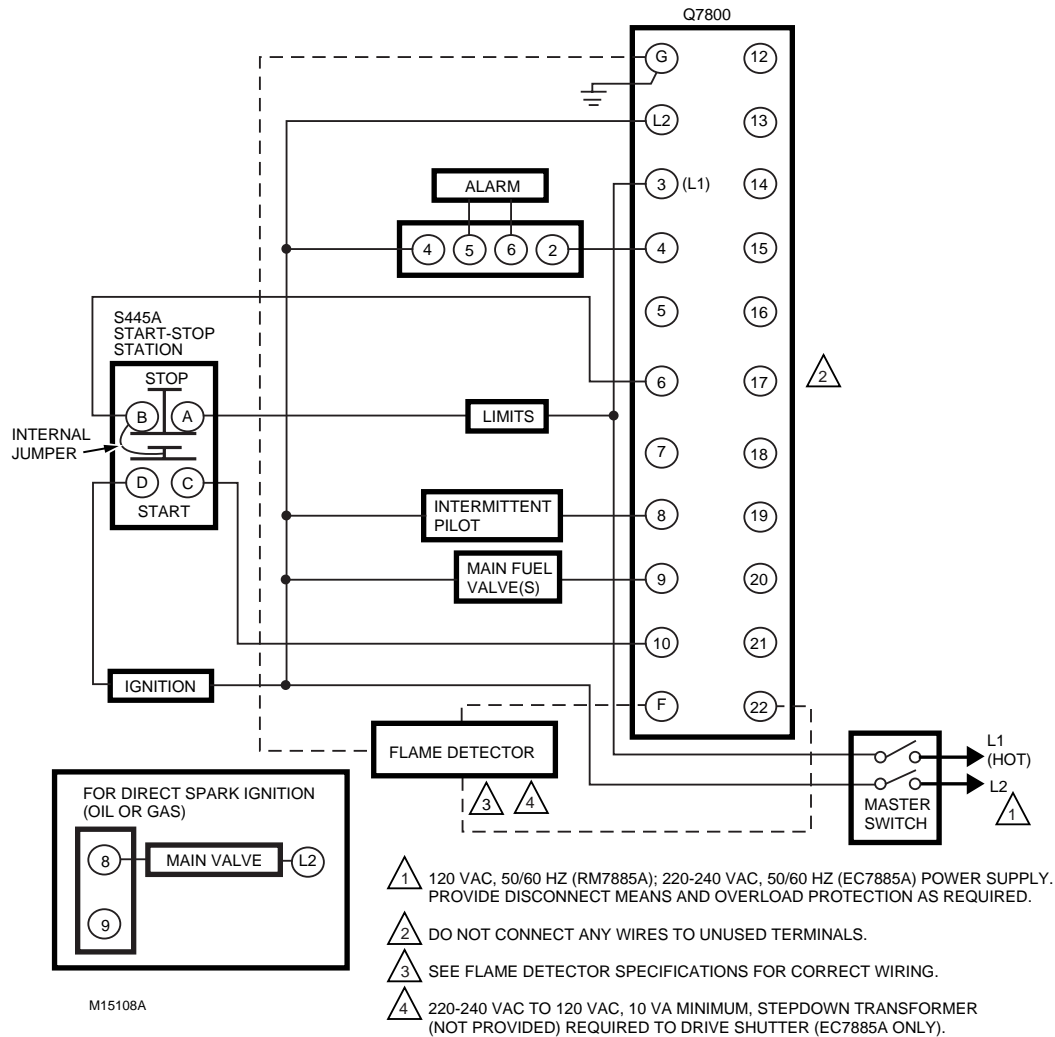 Q7800
G
12
L2
13
3
(L1)
14
ALARM
4
5
6
2
4
15
5
16
S445A
START-STOP
STATION
STOP
6
17
2
B
A
LIMITS
INTERNAL
JUMPER
7
18
D
C
START
INTERMITTENT
PILOT
8
19
MAIN FUEL
VALVE(S)
9
20
10
21
IGNITION
F
22
FLAME DETECTOR
3
4
L1
(HOT)
L2
1
MASTER
SWITCH
FOR DIRECT SPARK IGNITION
(OIL OR GAS)
8
MAIN VALVE
L2
9
1 120 VAC, 50/60 HZ (RM7885A); 220-240 VAC, 50/60 HZ (EC7885A) POWER SUPPLY.
PROVIDE DISCONNECT MEANS AND OVERLOAD PROTECTION AS REQUIRED.
2 DO NOT CONNECT ANY WIRES TO UNUSED TERMINALS.
3 SEE FLAME DETECTOR SPECIFICATIONS FOR CORRECT WIRING.
4 220-240 VAC TO 120 VAC, 10 VA MINIMUM, STEPDOWN TRANSFORMER
(NOT PROVIDED) REQUIRED TO DRIVE SHUTTER (EC7885A ONLY).
M15108A